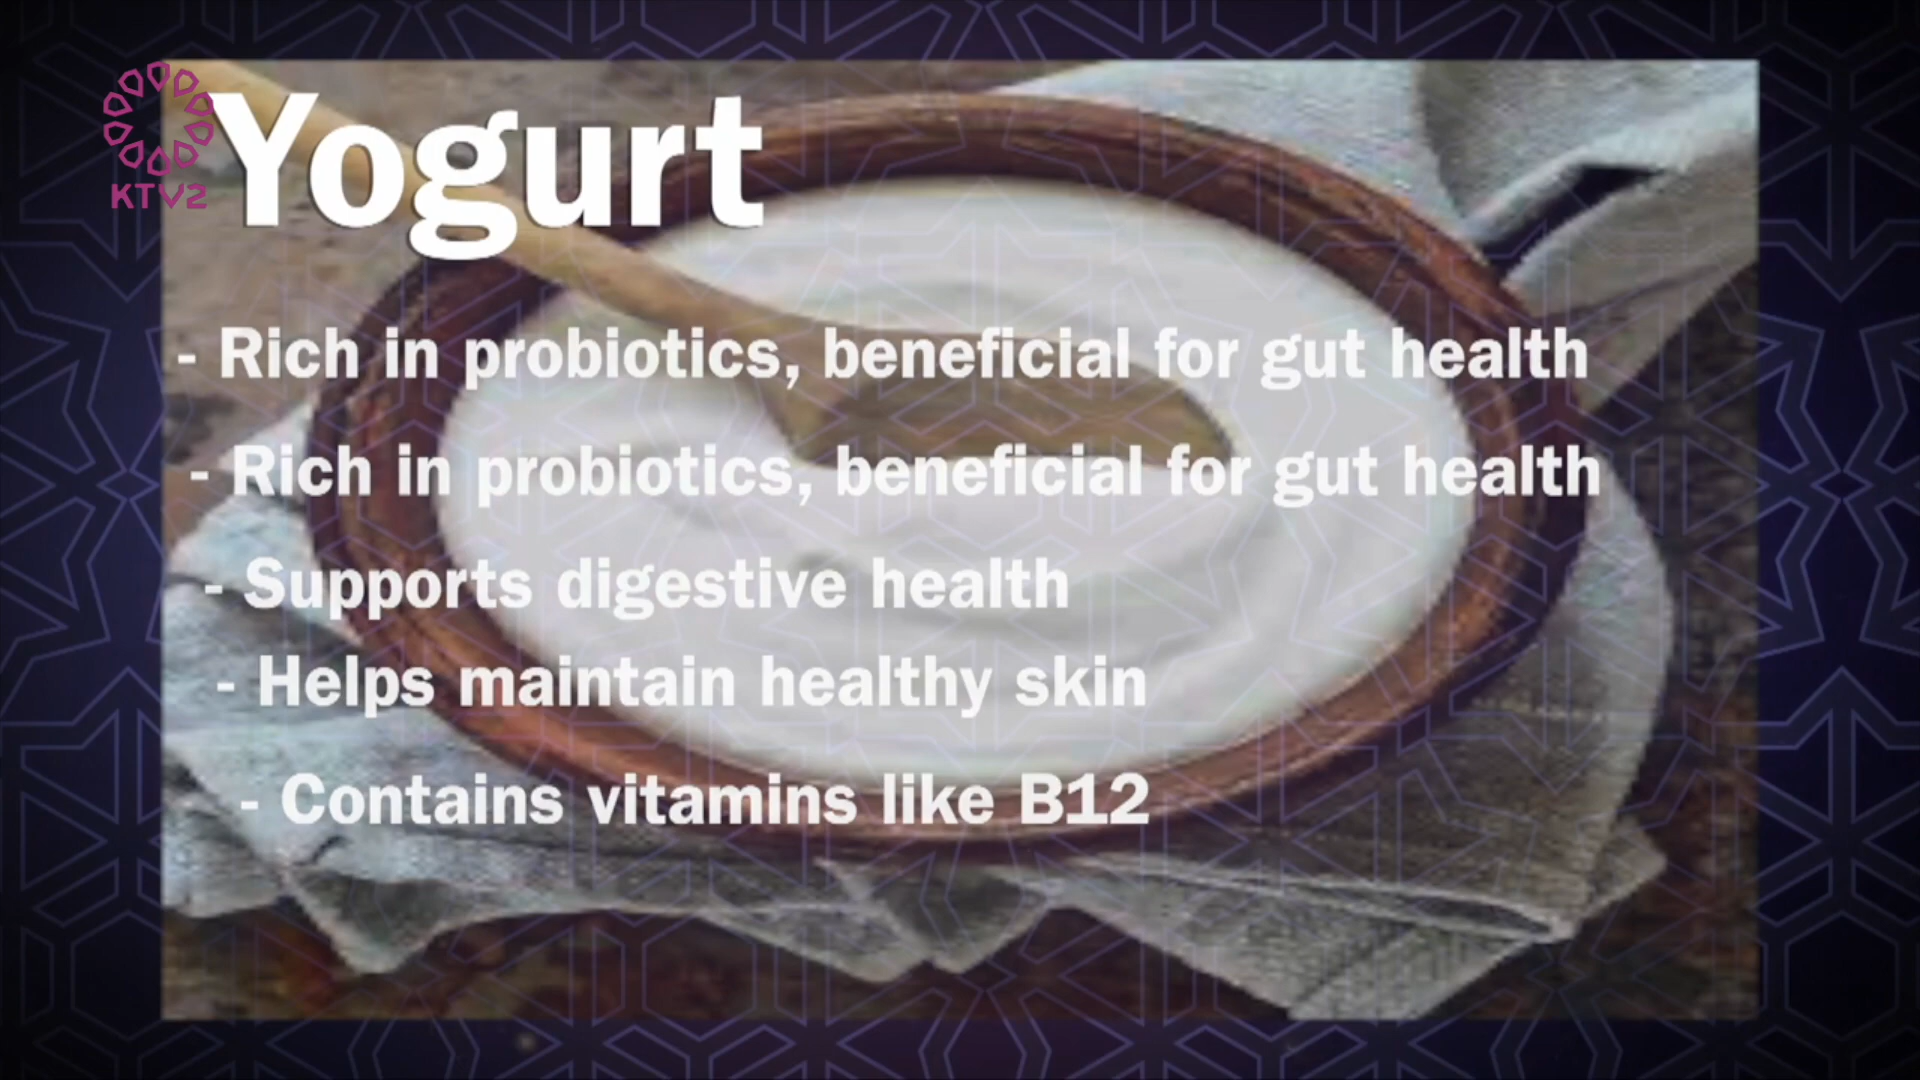 KTV2
Yogurt
- Rich in probiotics, beneficial for gut health
- Rich in probiotics, beneficial for gut health
- Supports digestive health
- Helps maintain healthy skin
- Contains vitamins like B12